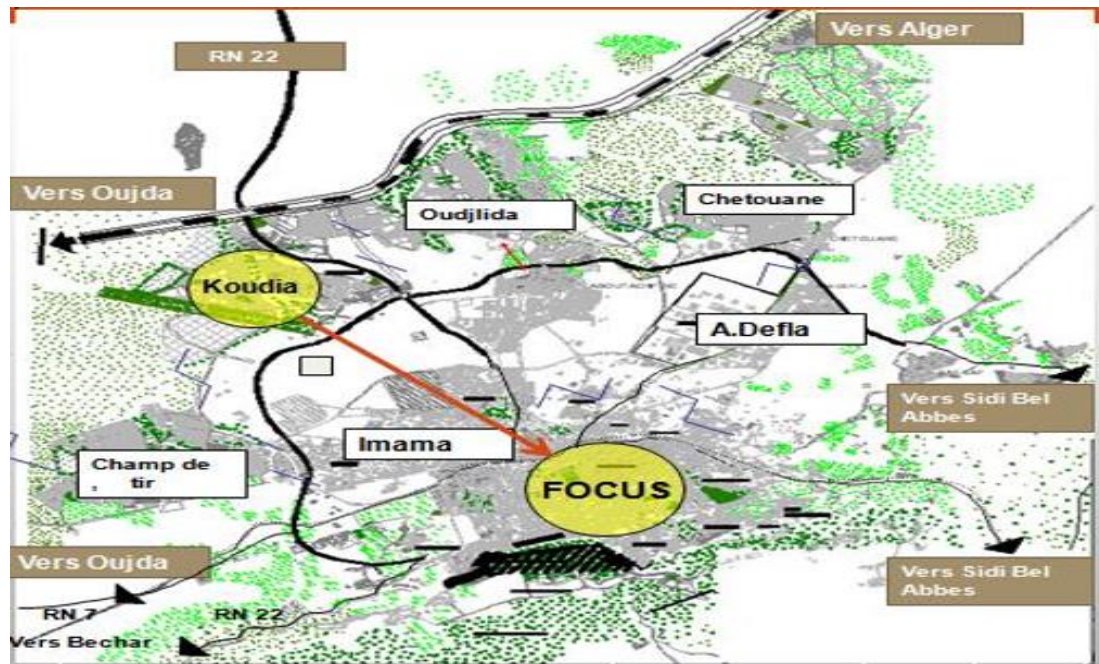 RN 22
Vers Alger
Vers Oujda
Oudjlida
Chetouane
CHETOUANE
Koudia
A.Defla
Vers Sidi Bel
Abbes
Imama
Champ de
tir
FOCUS
Vers Oujda
RN 7
RN 22
Vers Bechar
Vers Sidi Bel
Abbes